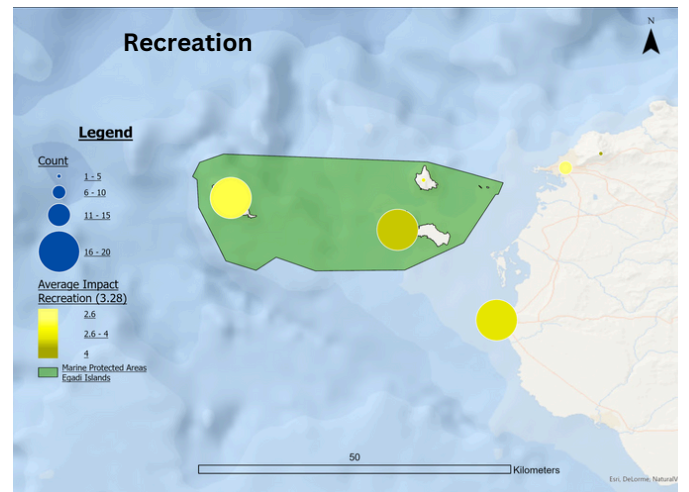 Recreation
N
Legend
Count
1 - 5
6 - 10
11 - 15
16 - 20
Average Impact
Recreation (3.28)
2.6
2.6 - 4
4
Marine Protected Areas
Egadi Islands
50
Kilometers
Esri, DeLorme, NaturalV